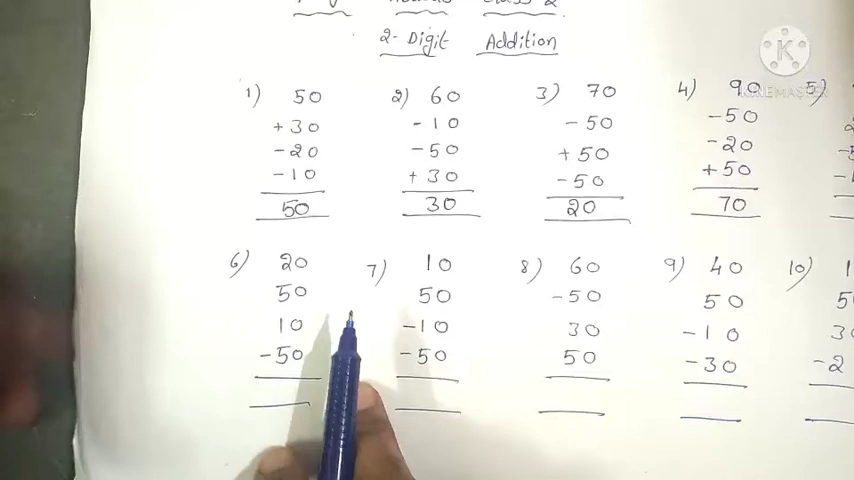 2- Digit Addition
KINEMASTER
1) 50 2) 60 3) 70 4) 90 5)
+30 -10 -50 -50
-20 -50 +50 -20
-10 +30 -50 +50
50 30 20 70
6) 20 7) 10 8) 60 9) 40 10)
50 50 -50 50
10 -10 30 -10
-50 -50 50 -30